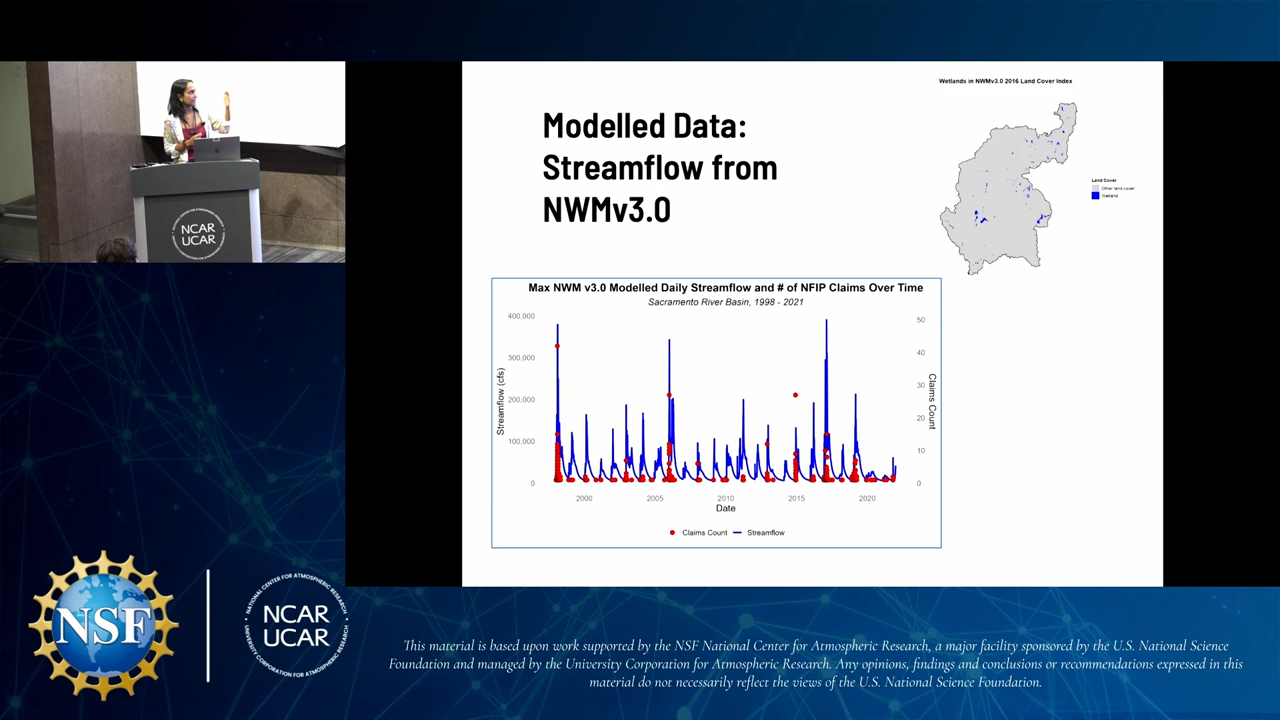 Wetlands in NWMv3.0 2016 Land Cover Index
Modelled Data:
Streamflow from
NWMv3.0
Land Cover
Other land cover
Wetland
Max NWM v3.0 Modelled Daily Streamflow and # of NFIP Claims Over Time
Sacramento River Basin, 1998 - 2021
Streamflow (cfs)
400,000
300,000
200,000
100,000
0
50
40
30
20
10
0
Claims Count
2000
2005
2010
2015
2020
Date
Claims Count
Streamflow
NCAR
UCAR
NSF
NATIONAL CENTER FOR ATMOSPHERIC RESEARCH
NCAR
UCAR
UNIVERSITY CORPORATION FOR ATMOSPHERIC RESEARCH
This material is based upon work supported by the NSF National Center for Atmospheric Research, a major facility sponsored by the U.S. National Science
Foundation and managed by the University Corporation for Atmospheric Research. Any opinions, findings and conclusions or recommendations expressed in this
material do not necessarily reflect the views of the U.S. National Science Foundation.